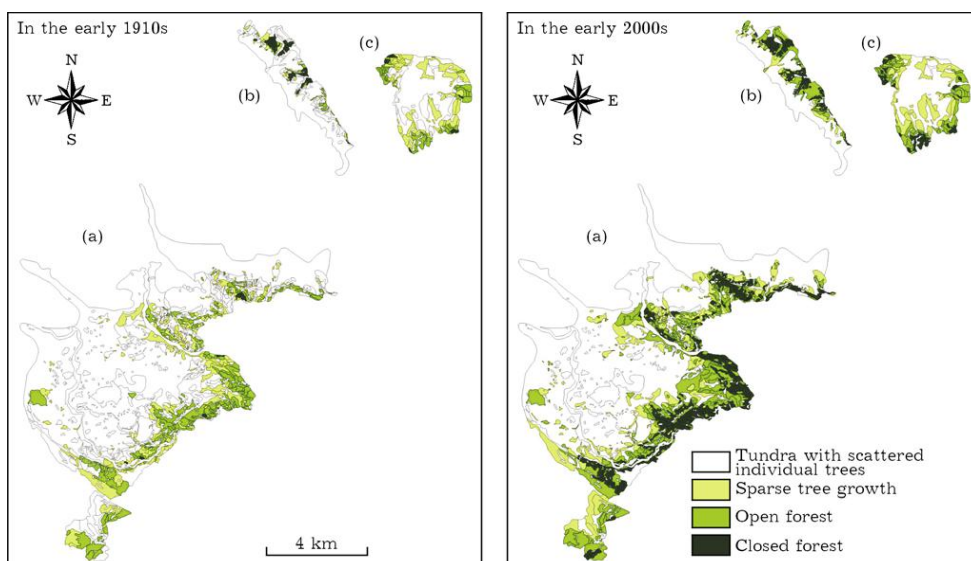 In the early 1910s
N
W
E
S
(a)
(b)
(c)
4 km
In the early 2000s
N
W
E
S
(a)
(b)
(c)
Tundra with scattered
individual trees
Sparse tree growth
Open forest
Closed forest